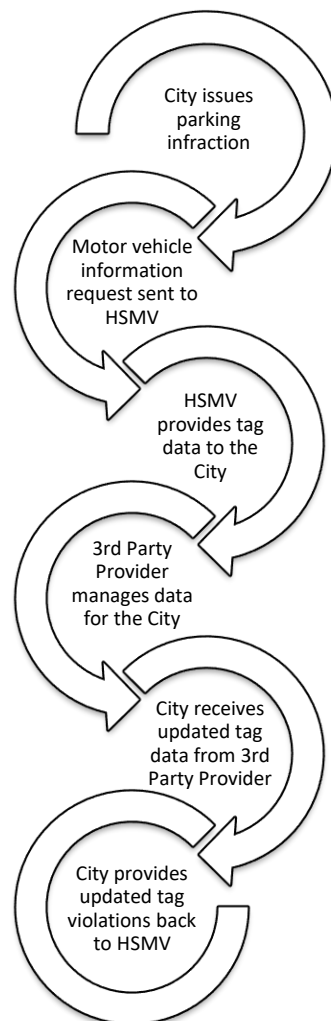 City issues
parking
infraction
Motor vehicle
information
request sent to
HSMV
HSMV
provides tag
data to the
City
3rd Party
Provider
manages data
for the City
City receives
updated tag
data from 3rd
Party Provider
City provides
updated tag
violations back
to HSMV